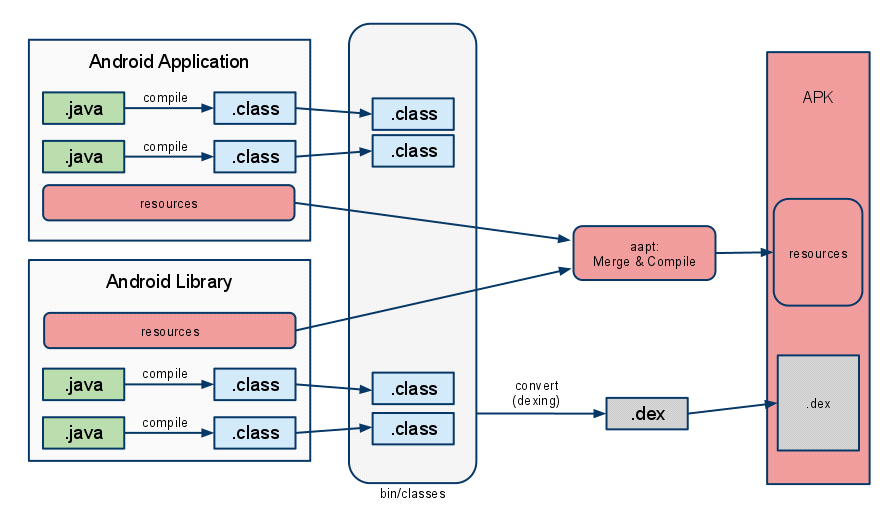 Android Application
.java
compile
.class
.class
.java
compile
.class
.class
resources
Android Library
resources
.java
compile
.class
.class
.java
compile
.class
.class
bin/classes
aapt:
Merge & Compile
convert
(dexing)
.dex
APK
resources
.dex